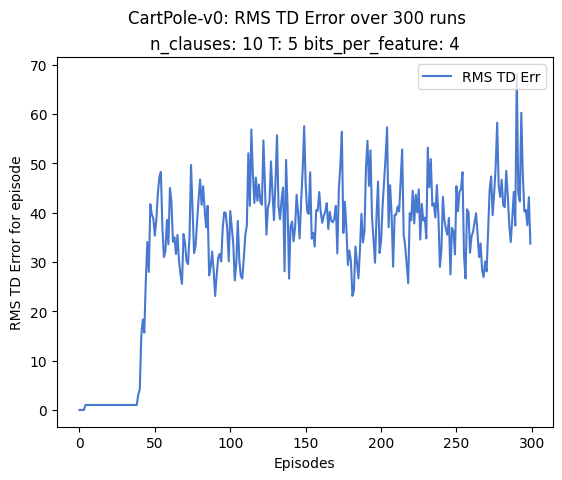 CartPole-v0: RMS TD Error over 300 runs
n_clauses: 10 T: 5 bits_per_feature: 4
RMS TD Err
RMS TD Error for episode
70
60
50
40
30
20
10
0
0 50 100 150 200 250 300
Episodes